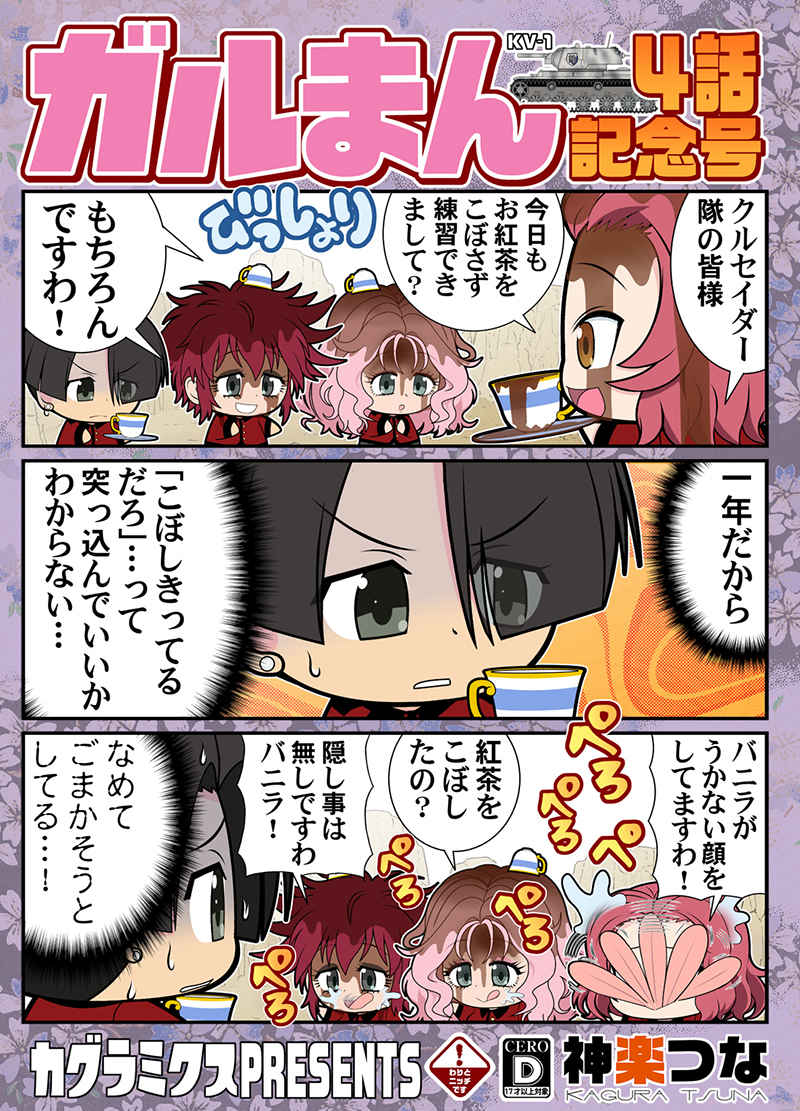 ガルまん
KV-1
4話
記念号
クルセイダー
隊の皆様
今日も
お紅茶を
こぼさず
練習でき
まして?
びっしょり
もちろん
ですわ!
一年だから
「こぼしきってる
だろ」…って
突っ込んでいいか
わからない…
バニラが
うかない顔を
してますわ!
ぺろ
ぺろ
ぺ
紅茶を
こぼし
たの?
ぺろ
隠し事は
無しですわ
バニラ!
ぺろ
ぺろ
なめて
ごまかそうと
してる…!
カグラミクスPRESENTS
!
わりと
ニッチ
です
CERO
D
17才以上対象
神楽つな
KAGURA TSUNA